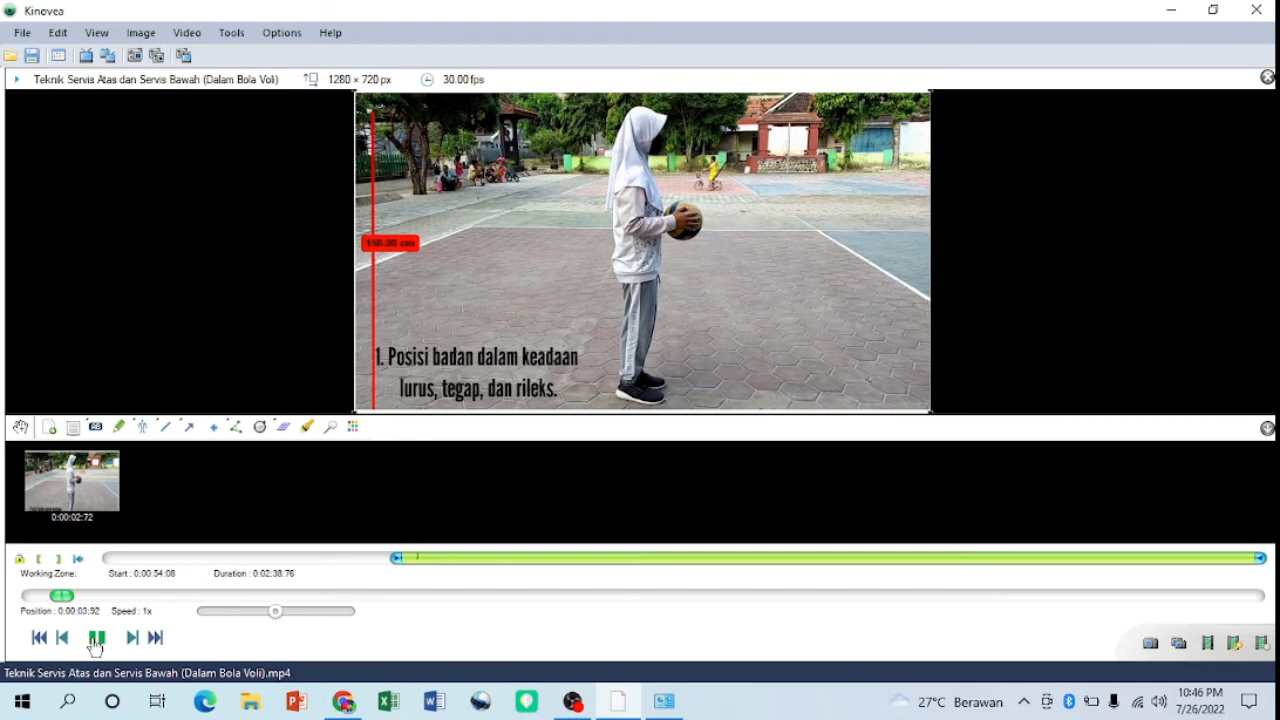 Kinovea
File Edit View Image Video Tools Options Help
Teknik Servis Atas dan Servis Bawah (Dalam Bola Voli) 1280 × 720 px 30.00 fps
150.00 cm
1. Posisi badan dalam keadaan
lurus, tegap, dan rileks.
0:00:02:72
Working Zone: Start : 0:00:54:08 Duration : 0:02:38:76
Position : 0:00:03:92 Speed : 1x
Teknik Servis Atas dan Servis Bawah (Dalam Bola Voli).mp4
27°C Berawan
10:46 PM
7/26/2022